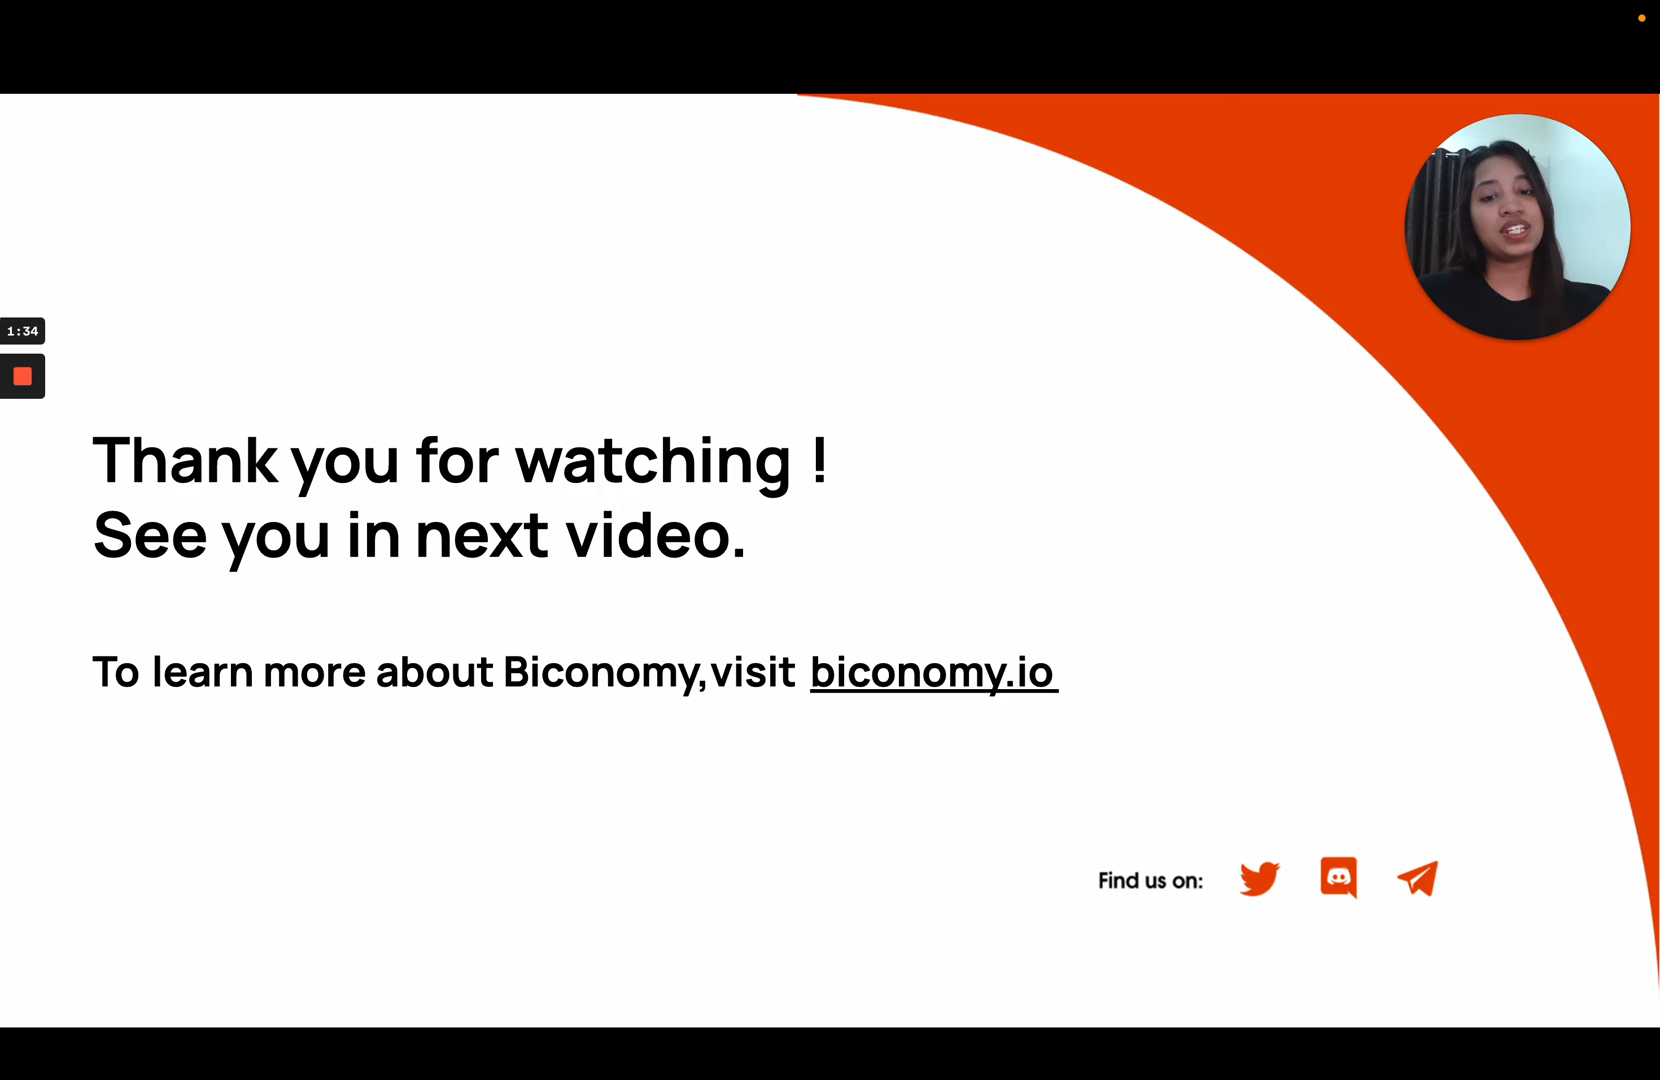 1:34
Thank you for watching !
See you in next video.
To learn more about Biconomy,visit biconomy.io
Find us on: